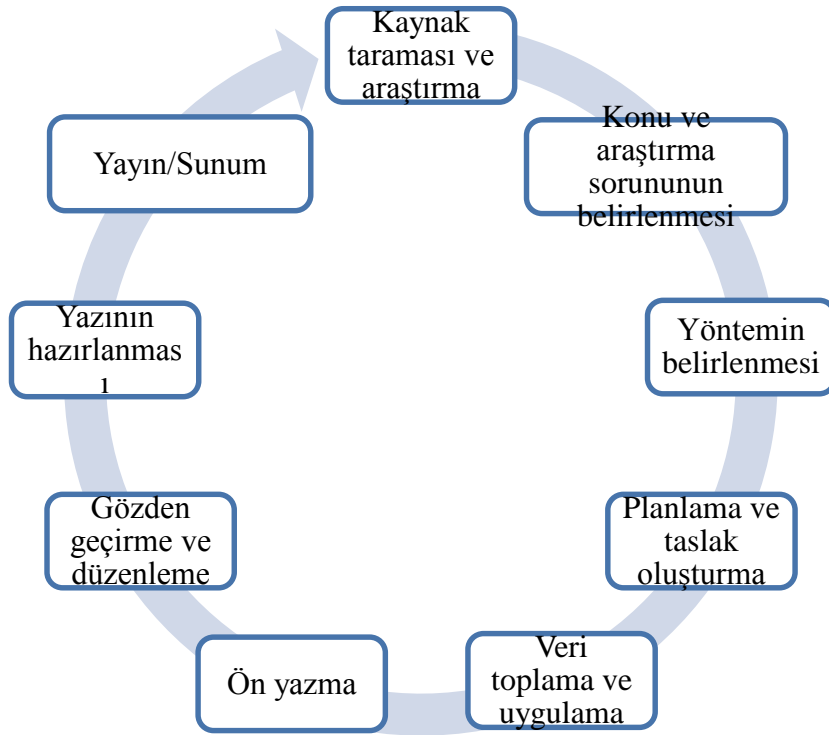 Kaynak
taraması ve
araştırma
Konu ve
araştırma
sorununun
belirlenmesi
Yöntemin
belirlenmesi
Planlama ve
taslak
oluşturma
Veri
toplama ve
uygulama
Ön yazma
Gözden
geçirme ve
düzenleme
Yazının
hazırlanmas
ı
Yayın/Sunum